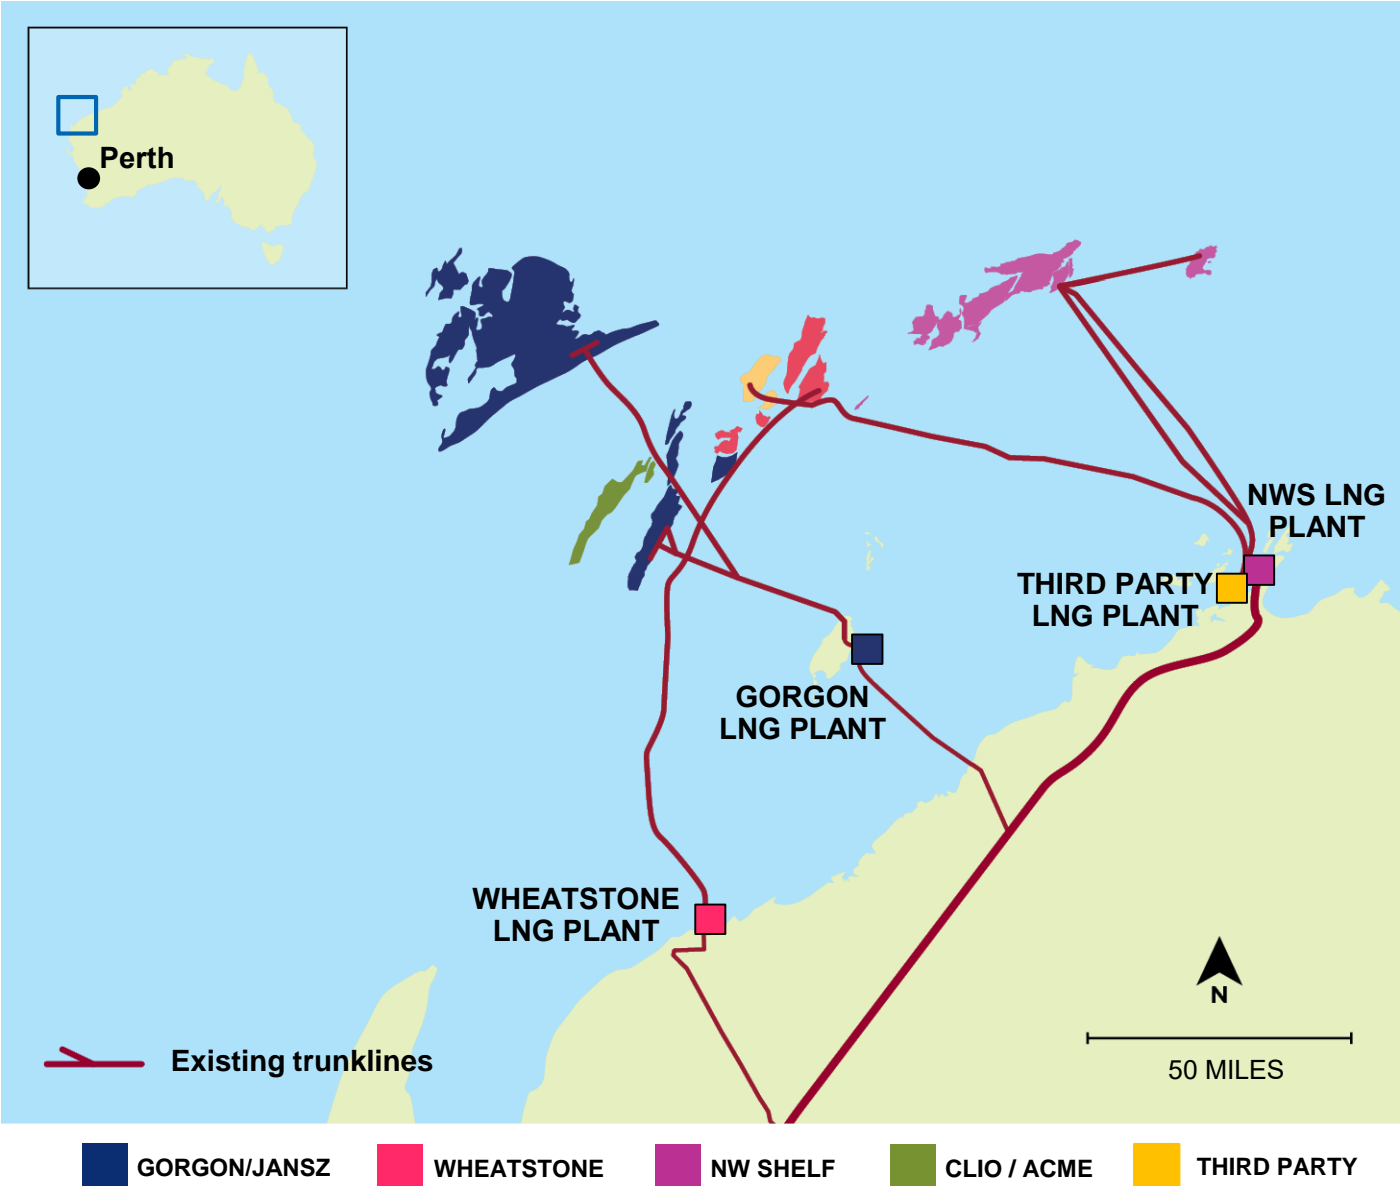 Perth
NWS LNG
PLANT
THIRD PARTY
LNG PLANT
GORGON
LNG PLANT
WHEATSTONE
LNG PLANT
N
50 MILES
Existing trunklines
GORGON/JANSZ
WHEATSTONE
NW SHELF
CLIO / ACME
THIRD PARTY